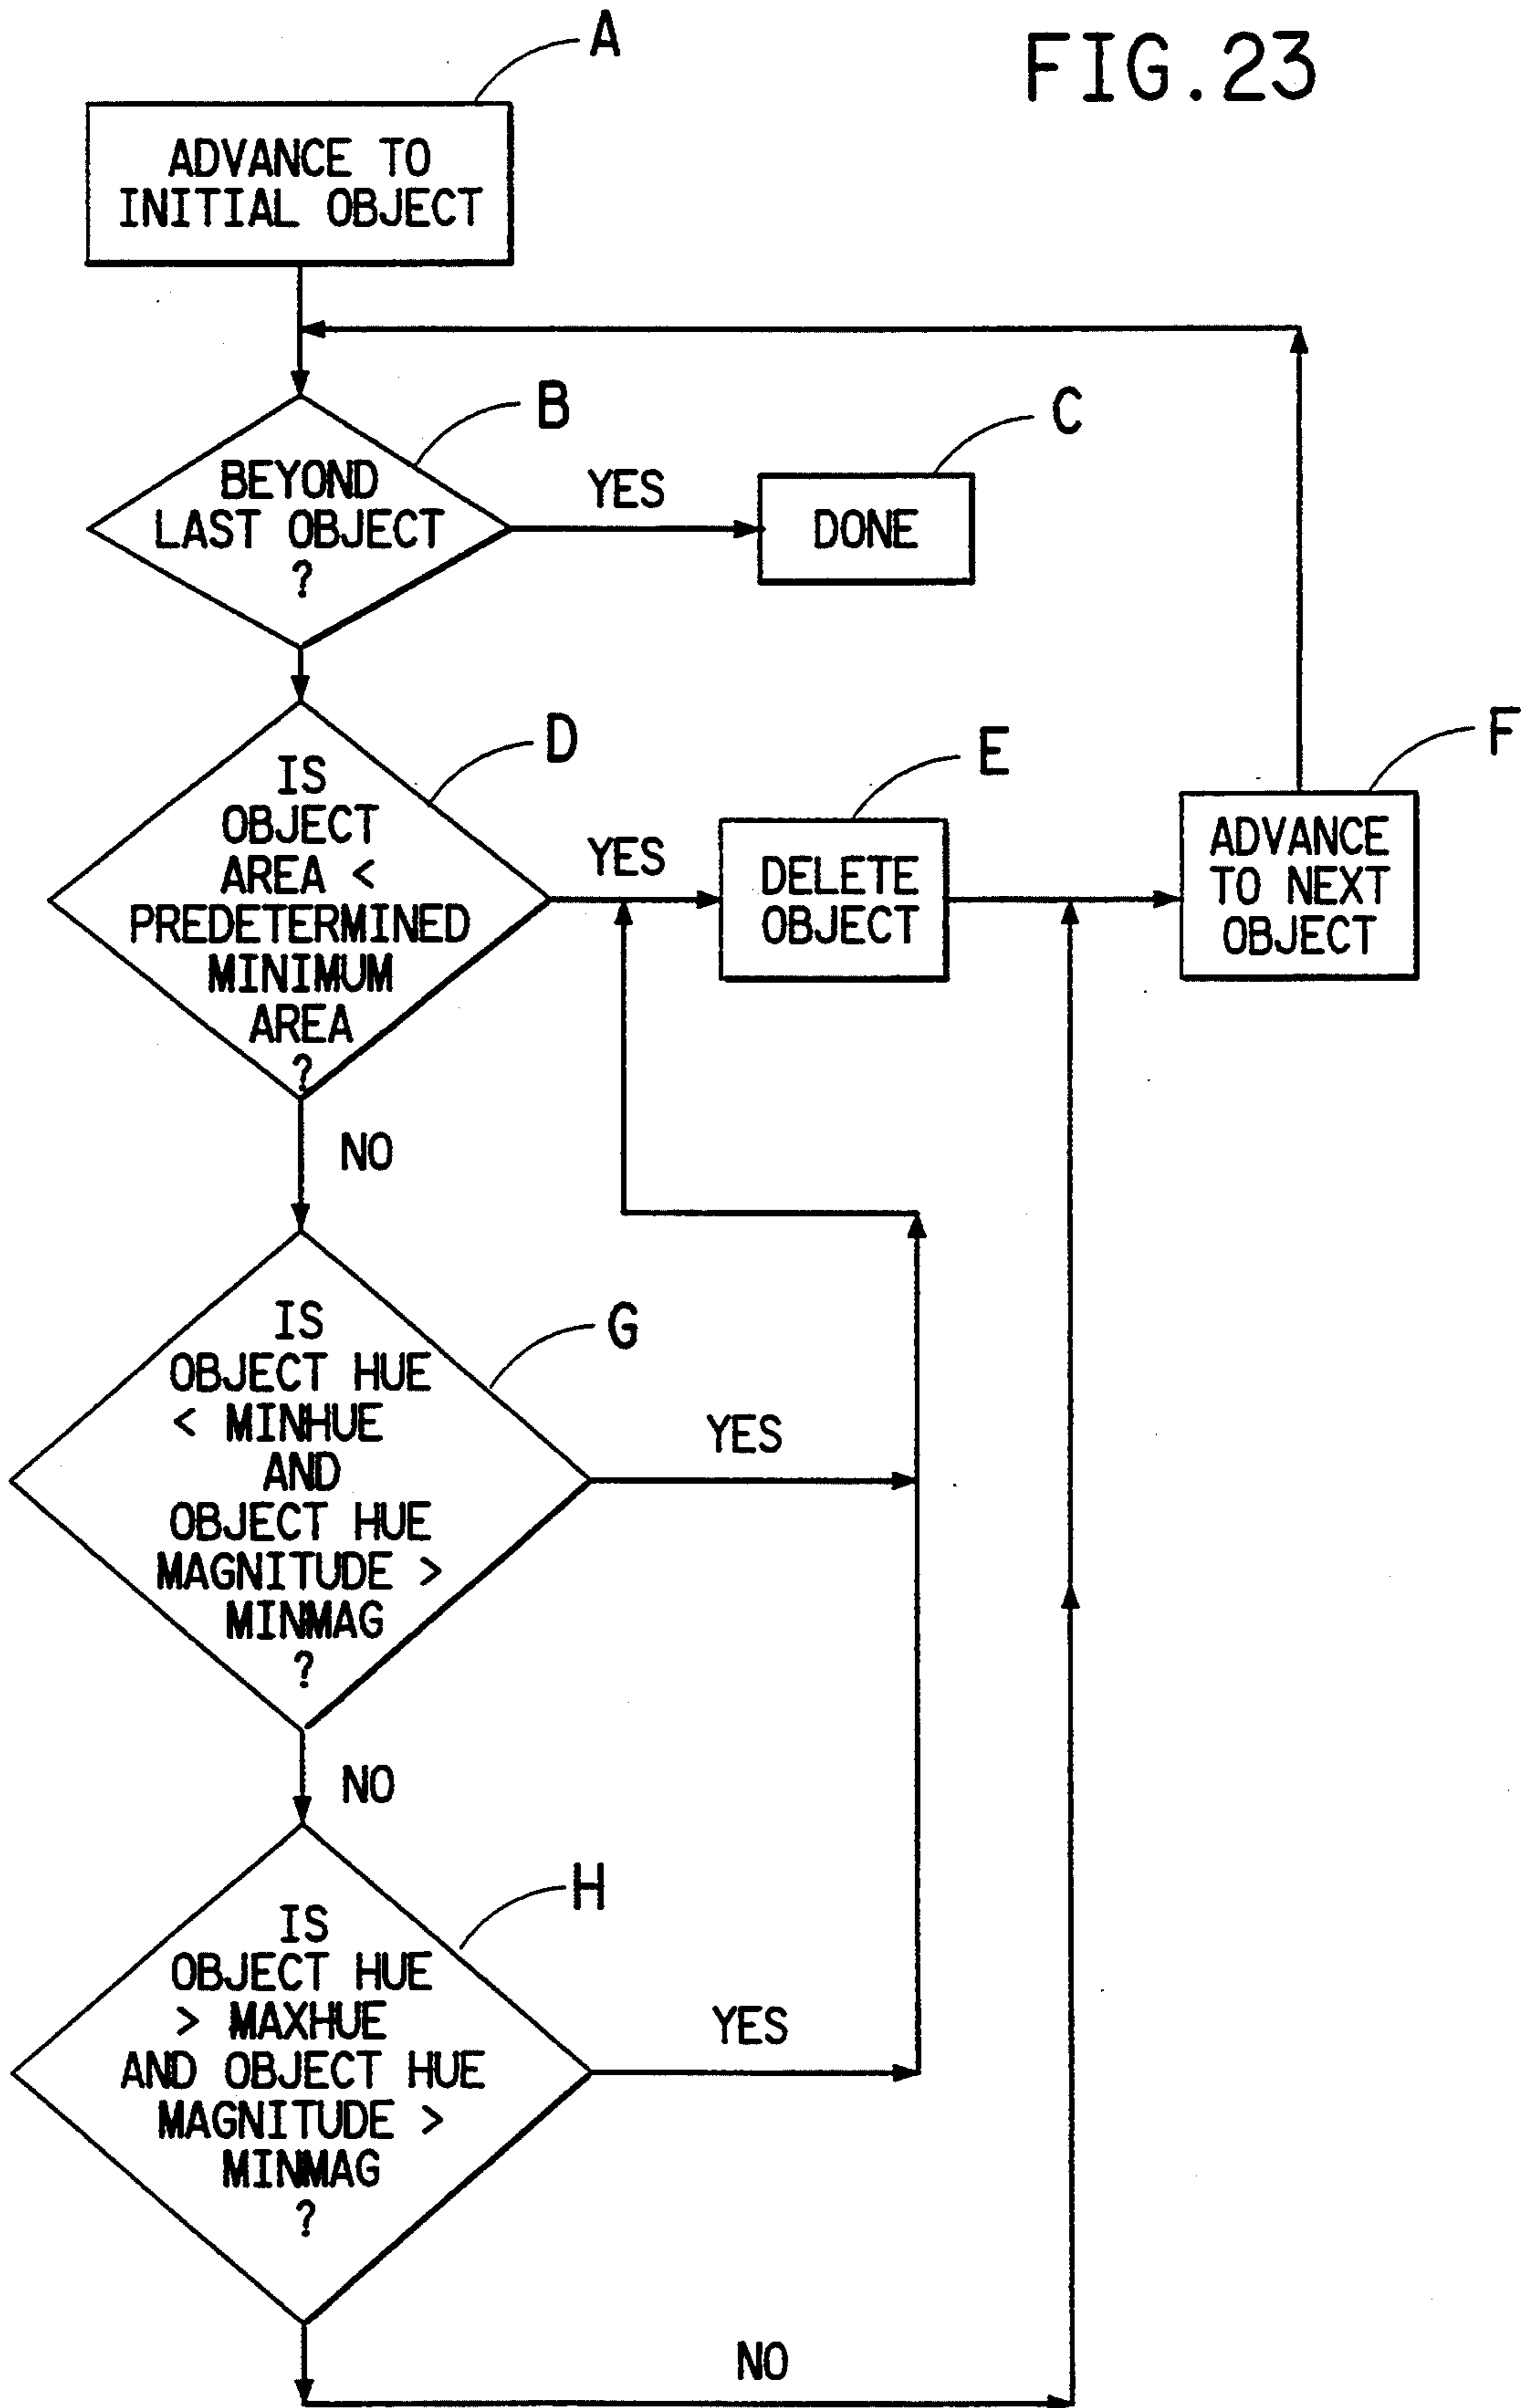 FIG.23
A
ADVANCE TO
INITIAL OBJECT
B
BEYOND
LAST OBJECT
?
YES
C
DONE
D
IS
OBJECT
AREA <
PREDETERMINED
MINIMUM
AREA
?
YES
E
DELETE
OBJECT
F
ADVANCE
TO NEXT
OBJECT
NO
G
IS
OBJECT HUE
< MINHUE
AND
OBJECT HUE
MAGNITUDE >
MINMAG
?
YES
NO
H
IS
OBJECT HUE
> MAXHUE
AND OBJECT HUE
MAGNITUDE >
MINMAG
?
YES
NO